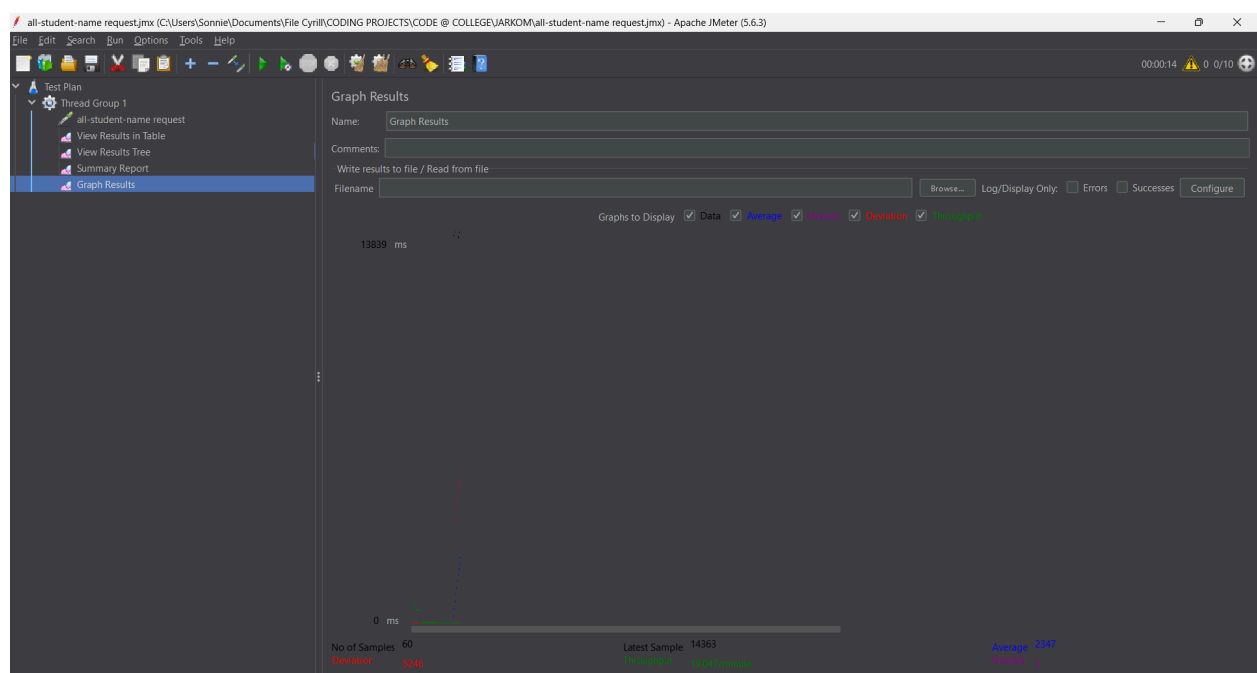 all-student-name request.jmx (C:\Users\Sonnie\Documents\File Cyrill\CODING PROJECTS\CODE @ COLLEGE\JARKOM\all-student-name request.jmx) - Apache JMeter (5.6.3)
File Edit Search Run Options Tools Help
00:00:14 0 0/10
Test Plan
Thread Group 1
all-student-name request
View Results in Table
View Results Tree
Summary Report
Graph Results
Graph Results
Name: Graph Results
Comments:
Write results to file / Read from file
Filename Browse... Log/Display Only: Errors Successes Configure
Graphs to Display Data Average Median Deviation Throughput
13839 ms
0 ms
No of Samples 60 Latest Sample 14363 Average 2347
Deviation 5246 Throughput